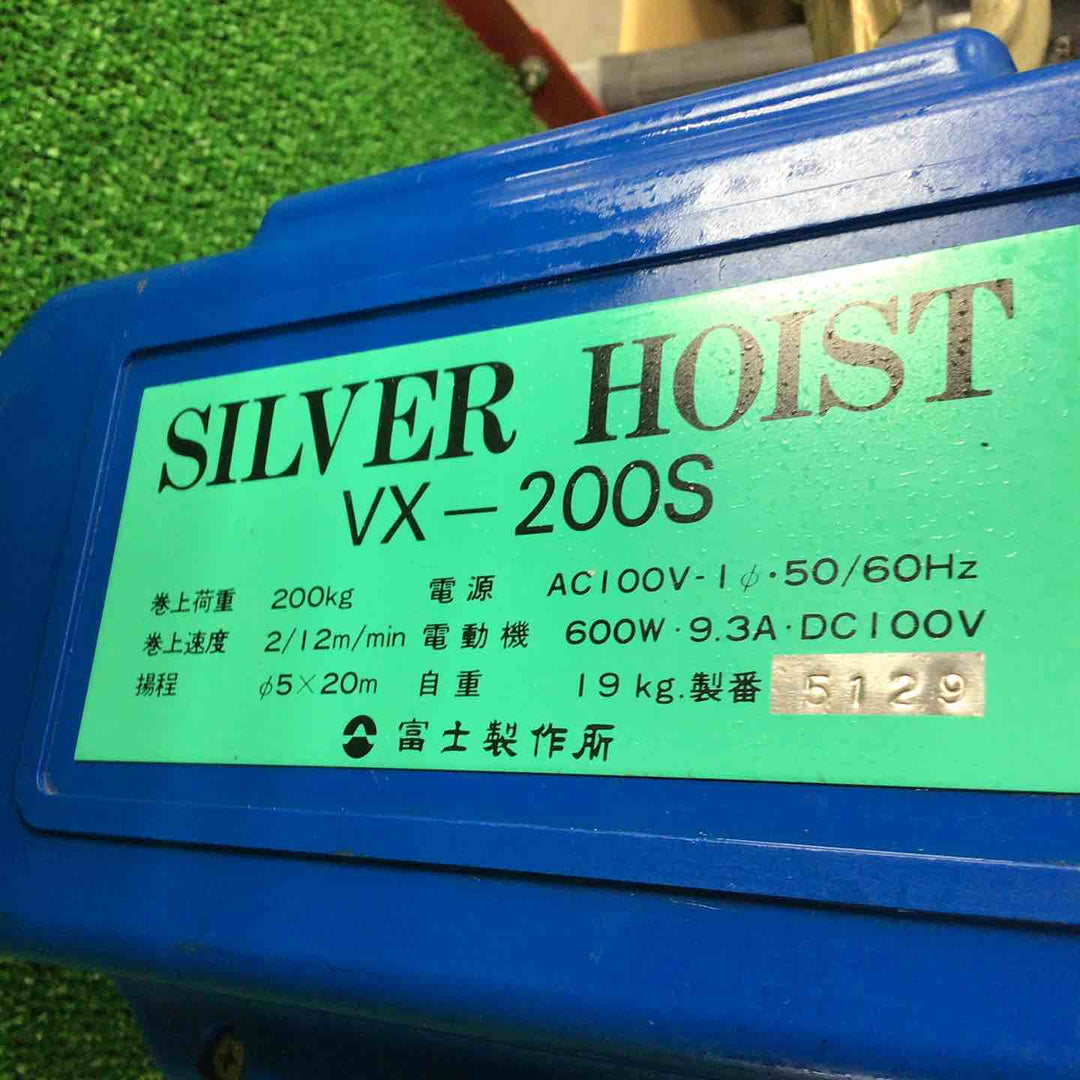 SILVER HOIST
VX-200S
巻上荷重 200kg 電源 AC100V-1φ·50/60Hz
巻上速度 2/12m/min 電動機 600W·9.3A·DC100V
揚程 φ5×20m 自重 19kg.製番 5129
富士製作所